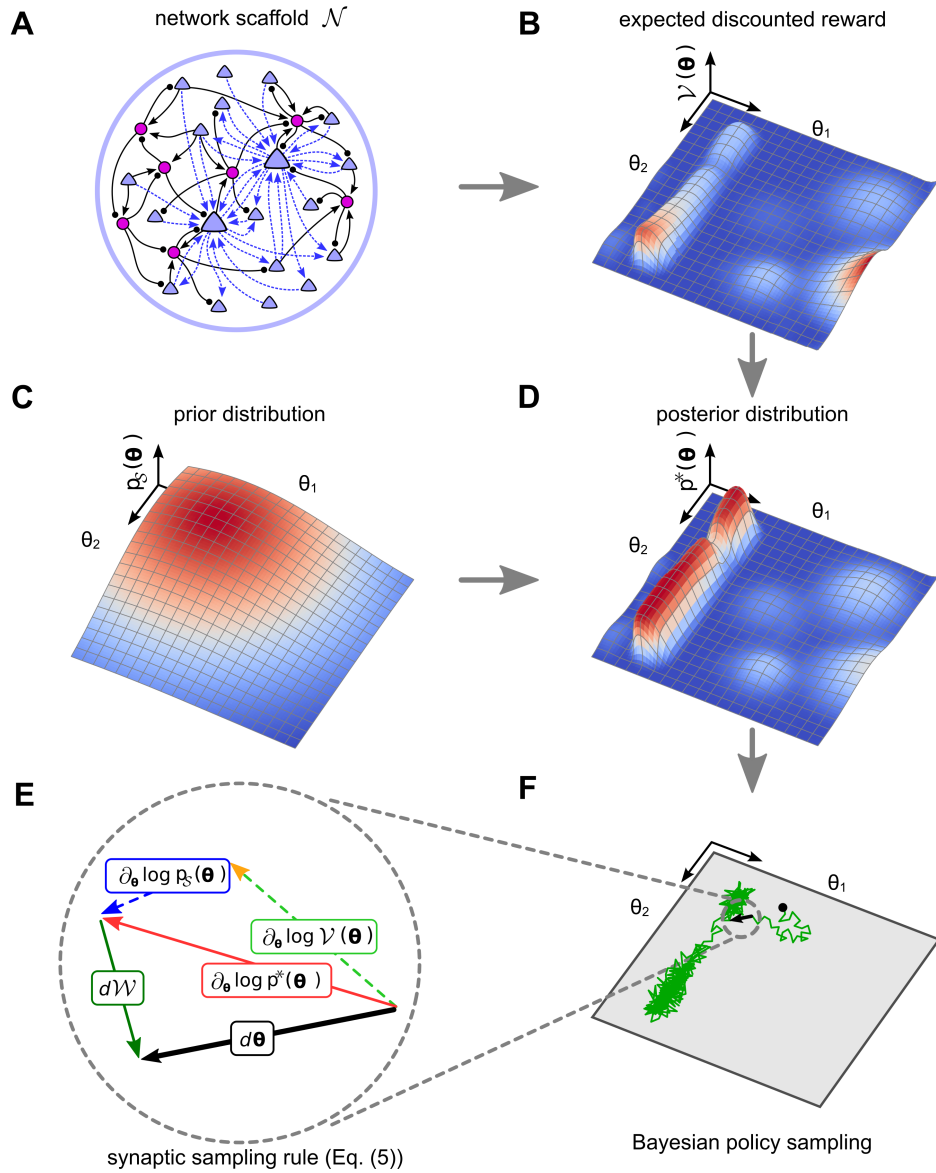 A
network scaffold 𝒩
B
expected discounted reward
𝒱(θ)
θ₁
θ₂
C
prior distribution
p𝒮(θ)
θ₁
θ₂
D
posterior distribution
p*(θ)
θ₁
θ₂
E
∂θ log p𝒮(θ)
∂θ log 𝒱(θ)
∂θ log p*(θ)
d𝒲
dθ
synaptic sampling rule (Eq. (5))
F
θ₁
θ₂
Bayesian policy sampling